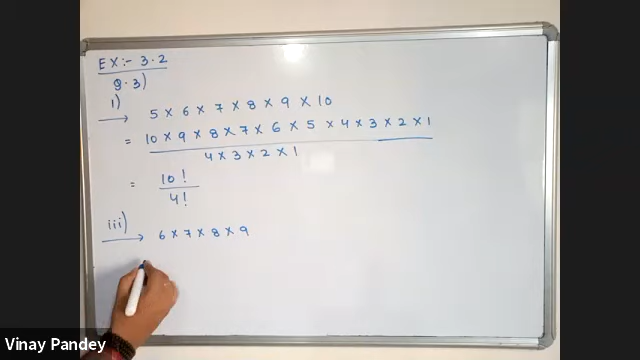 EX:- 3.2
Q.3)
i)
5 × 6 × 7 × 8 × 9 × 10
= 10 × 9 × 8 × 7 × 6 × 5 × 4 × 3 × 2 × 1
4 × 3 × 2 × 1
= 10!
4!
iii)
6 × 7 × 8 × 9
Vinay Pandey